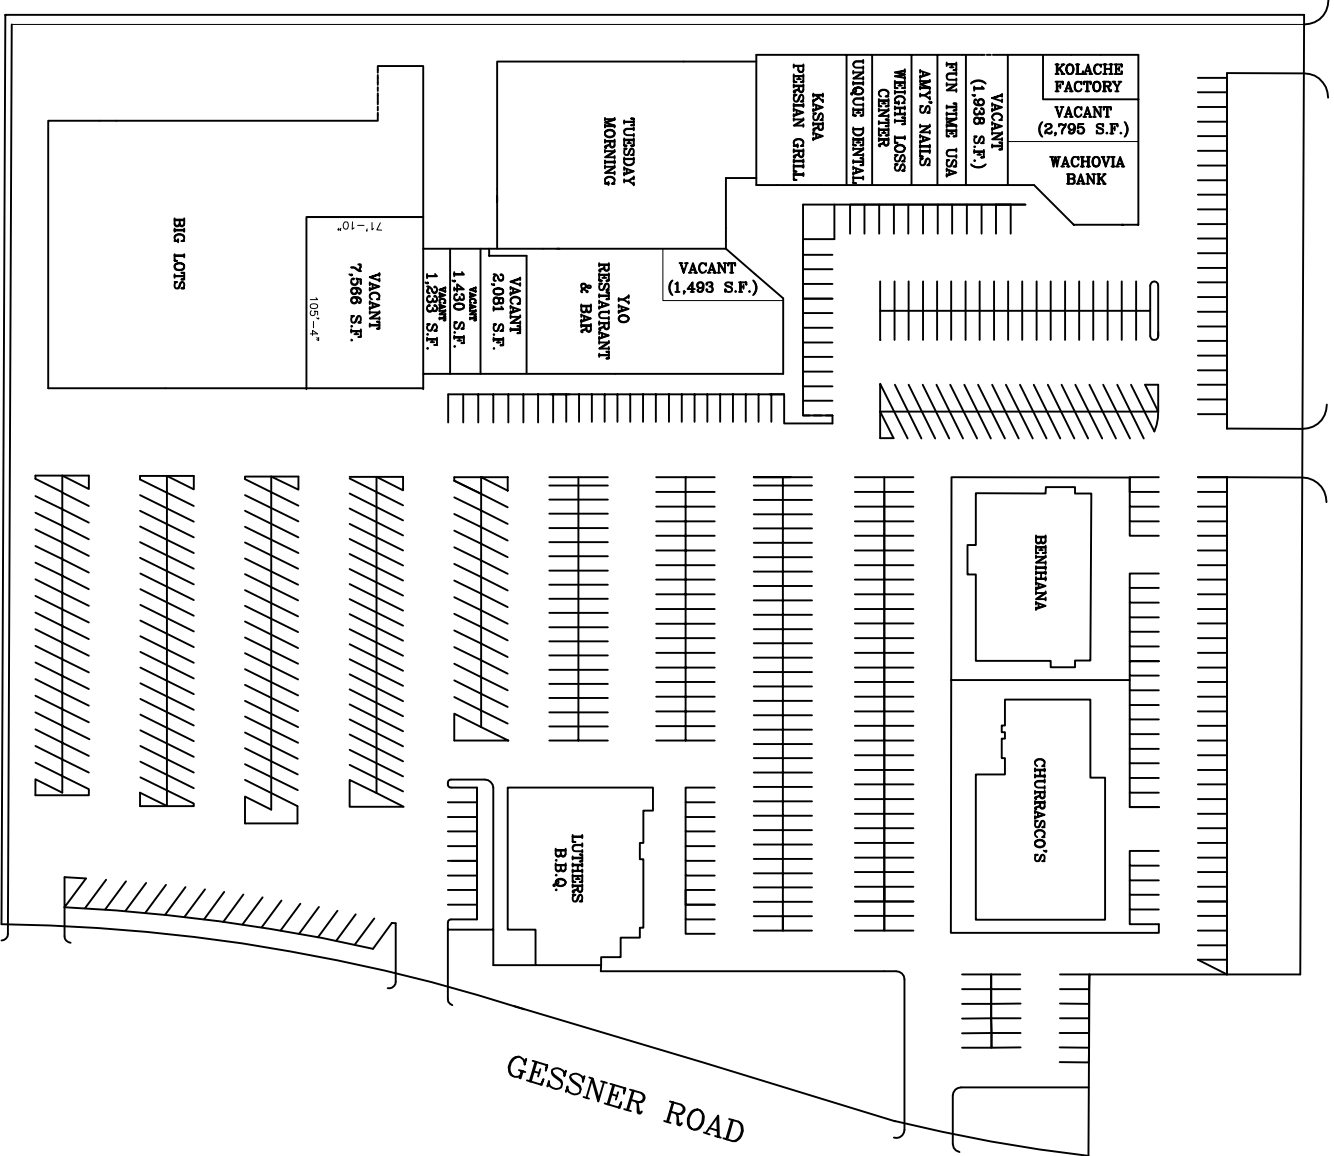 KOLACHE
FACTORY
VACANT
(2,795 S.F.)
WACHOVIA
BANK
VACANT
(1,938 S.F.)
FUN TIME USA
AMY'S NAILS
WEIGHT LOSS
CENTER
UNIQUE DENTAL
KASRA
PERSIAN GRILL
TUESDAY
MORNING
VACANT
(1,493 S.F.)
YAO
RESTAURANT
& BAR
VACANT
2,081 S.F.
VACANT
1,430 S.F.
VACANT
1,233 S.F.
71'-10"
VACANT
7,566 S.F.
105'-4"
BIG LOTS
BENIHANA
CHURRASCO'S
LUTHERS
B.B.Q.
GESSNER ROAD